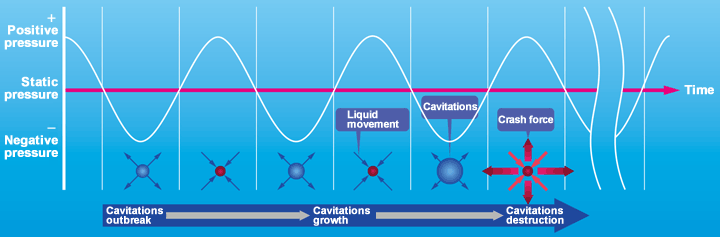 +
Positive
pressure
Static
pressure
Time
−
Negative
pressure
Liquid
movement
Cavitations
Crash force
Cavitations
outbreak
Cavitations
growth
Cavitations
destruction